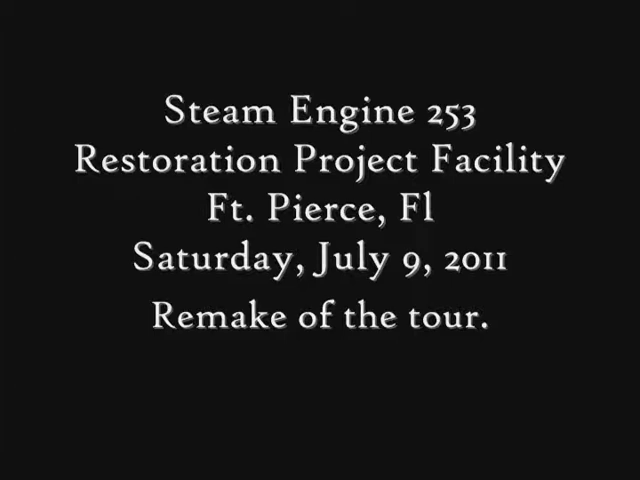 Steam Engine 253
Restoration Project Facility
Ft. Pierce, Fl
Saturday, July 9, 2011
Remake of the tour.